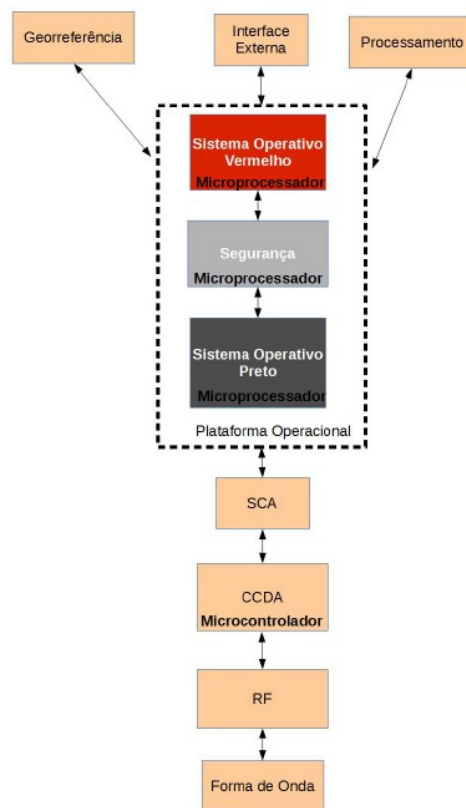 Georreferência
Interface
Externa
Processamento
Sistema Operativo
Vermelho
Microprocessador
Segurança
Microprocessador
Sistema Operativo
Preto
Microprocessador
Plataforma Operacional
SCA
CCDA
Microcontrolador
RF
Forma de Onda